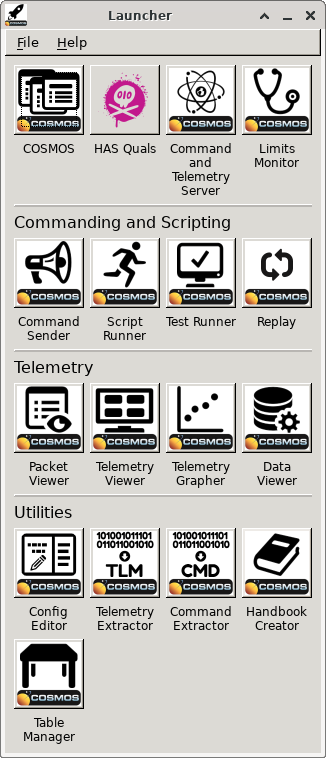 Launcher
File Help
COSMOS COSMOS COSMOS
010
COSMOS HAS Quals Command and Telemetry Server Limits Monitor
Commanding and Scripting
COSMOS COSMOS COSMOS COSMOS
Command Sender Script Runner Test Runner Replay
Telemetry
COSMOS COSMOS COSMOS COSMOS
Packet Viewer Telemetry Viewer Telemetry Grapher Data Viewer
Utilities
101001011101 101001011101
011011001010 011011001010
TLM CMD
COSMOS COSMOS COSMOS COSMOS
Config Editor Telemetry Extractor Command Extractor Handbook Creator
COSMOS
Table Manager